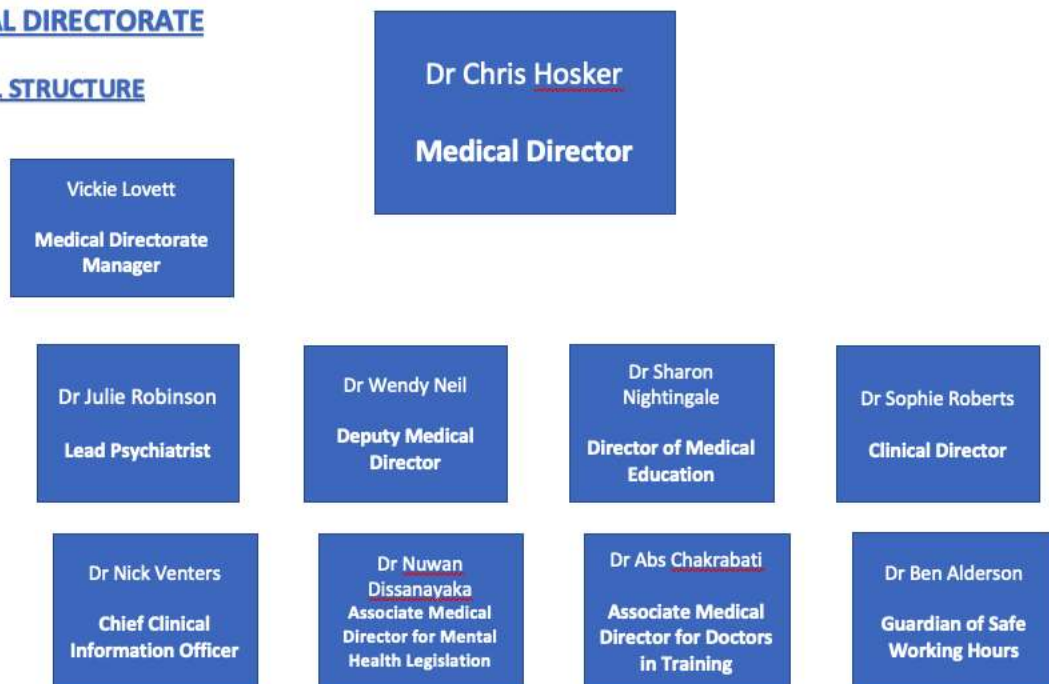 AL DIRECTORATE
L STRUCTURE
Dr Chris Hosker
Medical Director
Vickie Lovett
Medical Directorate
Manager
Dr Julie Robinson
Lead Psychiatrist
Dr Wendy Neil
Deputy Medical
Director
Dr Sharon
Nightingale
Director of Medical
Education
Dr Sophie Roberts
Clinical Director
Dr Nick Venters
Chief Clinical
Information Officer
Dr Nuwan
Dissanayaka
Associate Medical
Director for Mental
Health Legislation
Dr Abs Chakrabati
Associate Medical
Director for Doctors
in Training
Dr Ben Alderson
Guardian of Safe
Working Hours